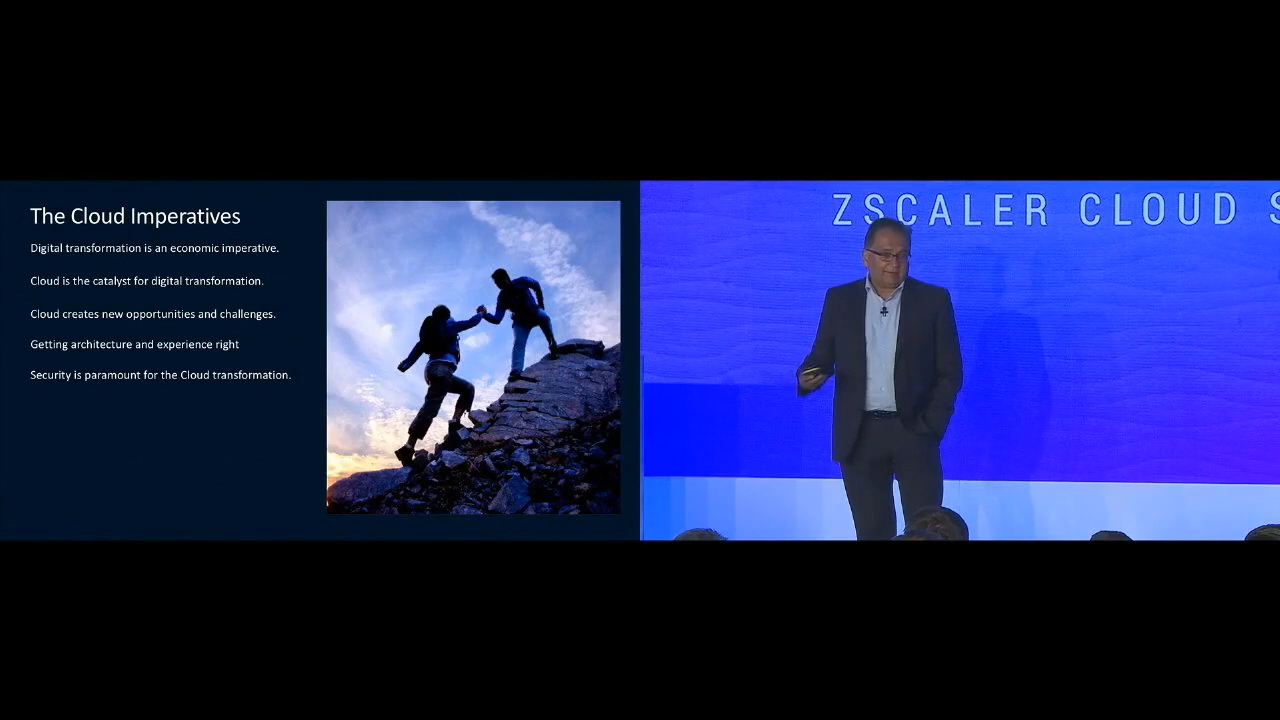 The Cloud Imperatives
Digital transformation is an economic imperative.
Cloud is the catalyst for digital transformation.
Cloud creates new opportunities and challenges.
Getting architecture and experience right
Security is paramount for the Cloud transformation.
ZSCALER CLOUD S